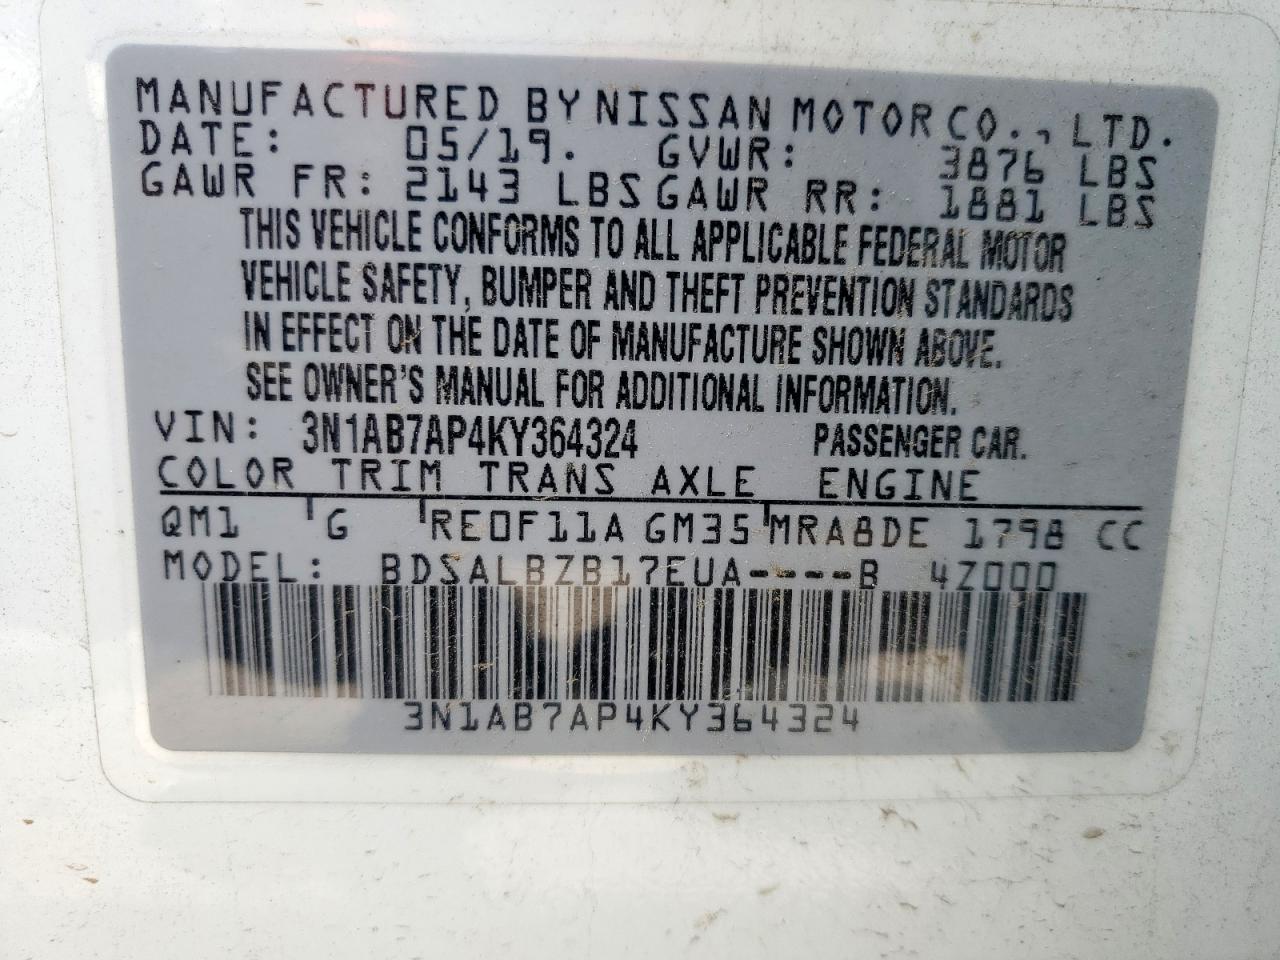 MANUFACTURED BY NISSAN MOTOR CO., LTD.
DATE: 05/19. GVWR: 3876 LBS
GAWR FR: 2143 LBS GAWR RR: 1881 LBS
THIS VEHICLE CONFORMS TO ALL APPLICABLE FEDERAL MOTOR
VEHICLE SAFETY, BUMPER AND THEFT PREVENTION STANDARDS
IN EFFECT ON THE DATE OF MANUFACTURE SHOWN ABOVE.
SEE OWNER'S MANUAL FOR ADDITIONAL INFORMATION.
VIN: 3N1AB7AP4KY364324 PASSENGER CAR.
COLOR TRIM TRANS AXLE ENGINE
QM1 G RE0F11A GM35 MRA8DE 1798 CC
MODEL: BDSALBZB17EUA----B 4Z000
3N1AB7AP4KY364324